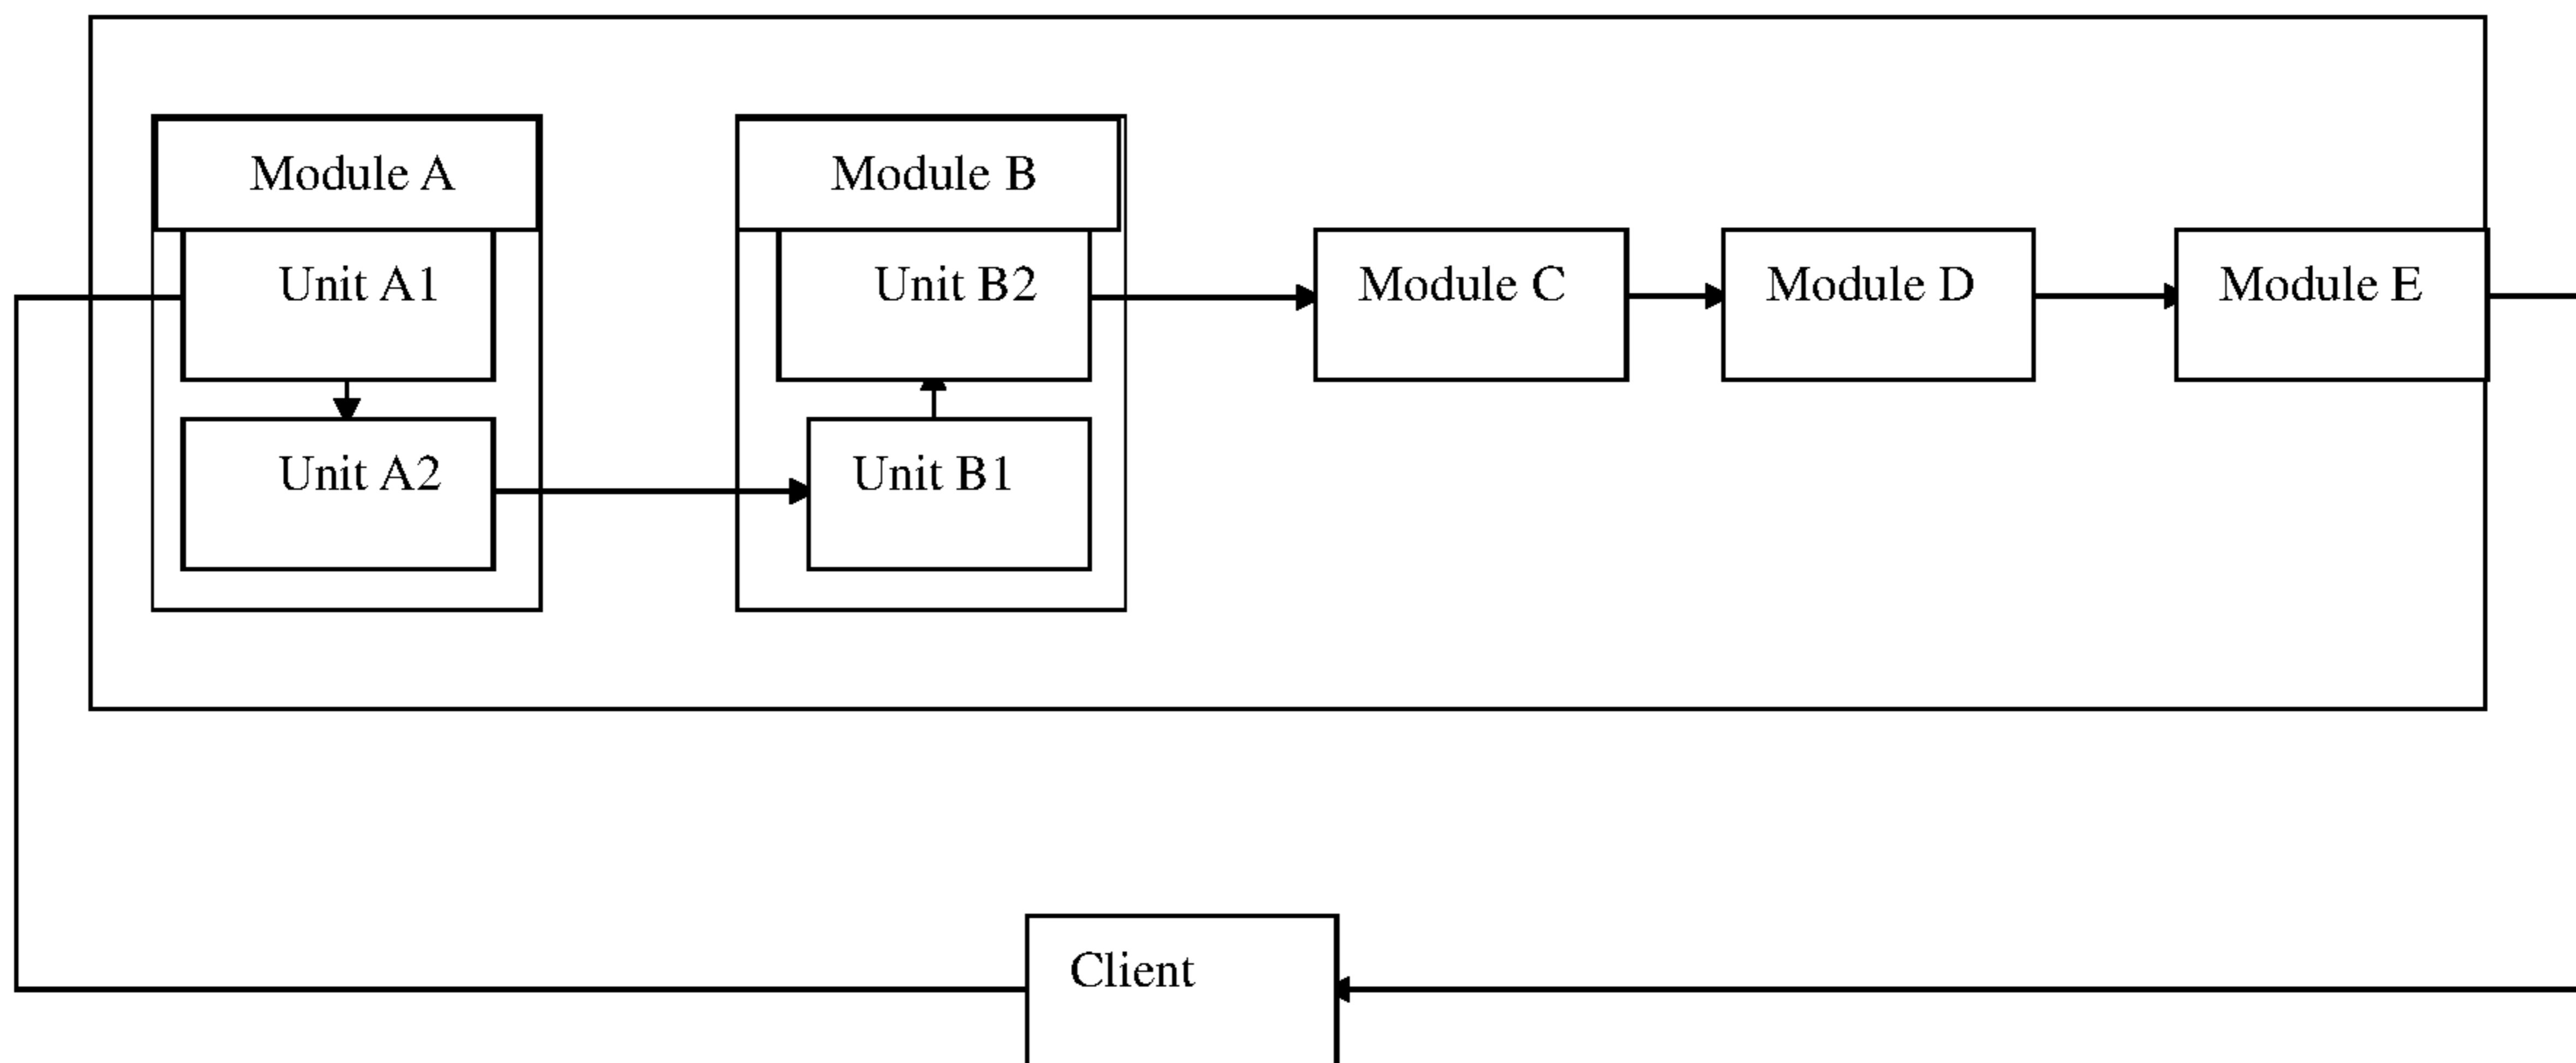 Module A
Module B
Unit A1
Unit B2
Module C
Module D
Module E
Unit A2
Unit B1
Client